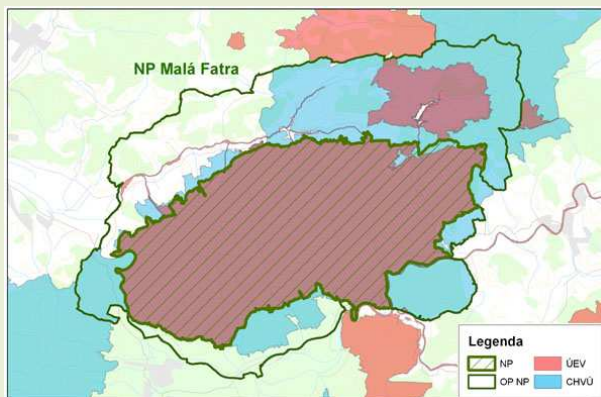 NP Malá Fatra
Legenda
NP
ÚEV
OP NP
CHVÚ